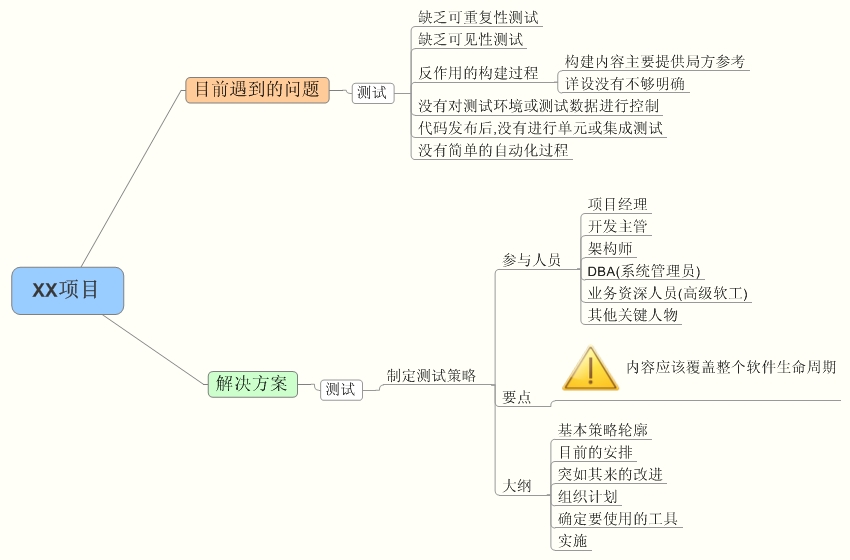 缺乏可重复性测试
缺乏可见性测试
反作用的构建过程
构建内容主要提供局方参考
详设没有不够明确
目前遇到的问题
测试
没有对测试环境或测试数据进行控制
代码发布后,没有进行单元或集成测试
没有简单的自动化过程
XX项目
解决方案
测试
制定测试策略
参与人员
项目经理
开发主管
架构师
DBA(系统管理员)
业务资深人员(高级软工)
其他关键人物
要点
内容应该覆盖整个软件生命周期
大纲
基本策略轮廓
目前的安排
突如其来的改进
组织计划
确定要使用的工具
实施